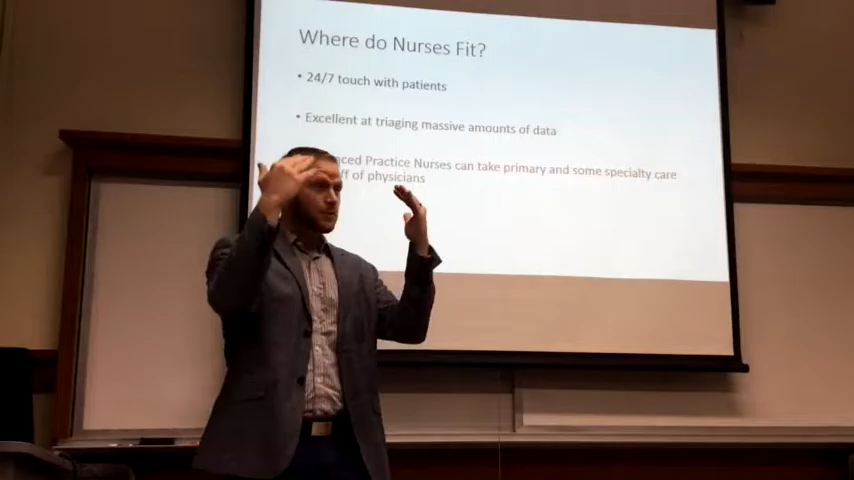 Where do Nurses Fit?
• 24/7 touch with patients
• Excellent at triaging massive amounts of data
Practice Nurses can take primary and some specialty care
of physicians